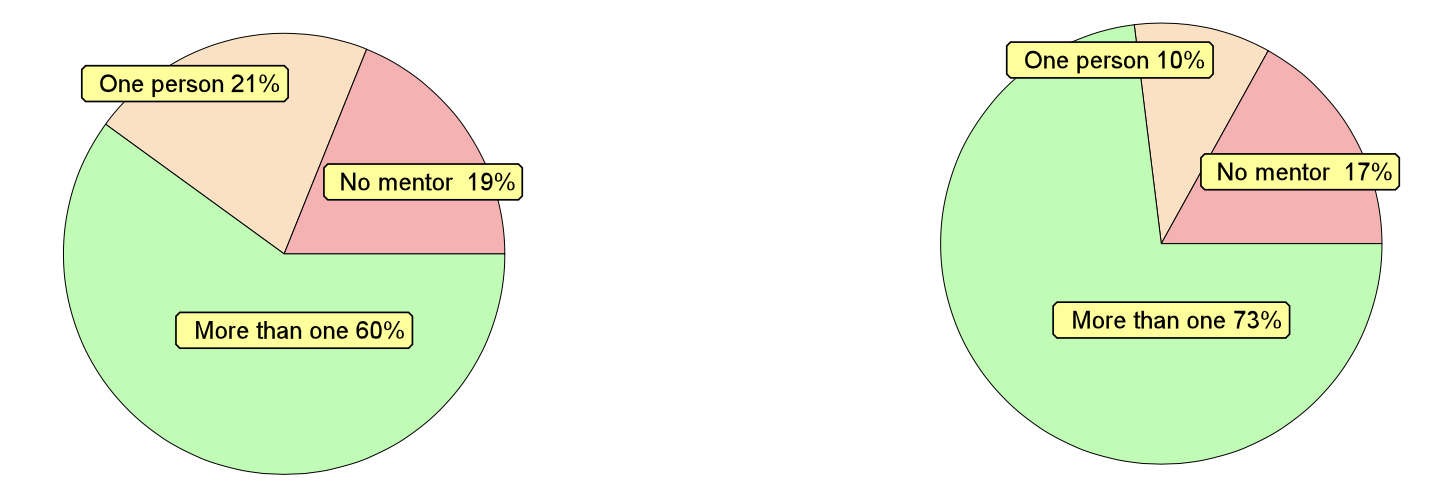 One person 21%
No mentor 19%
More than one 60%
One person 10%
No mentor 17%
More than one 73%